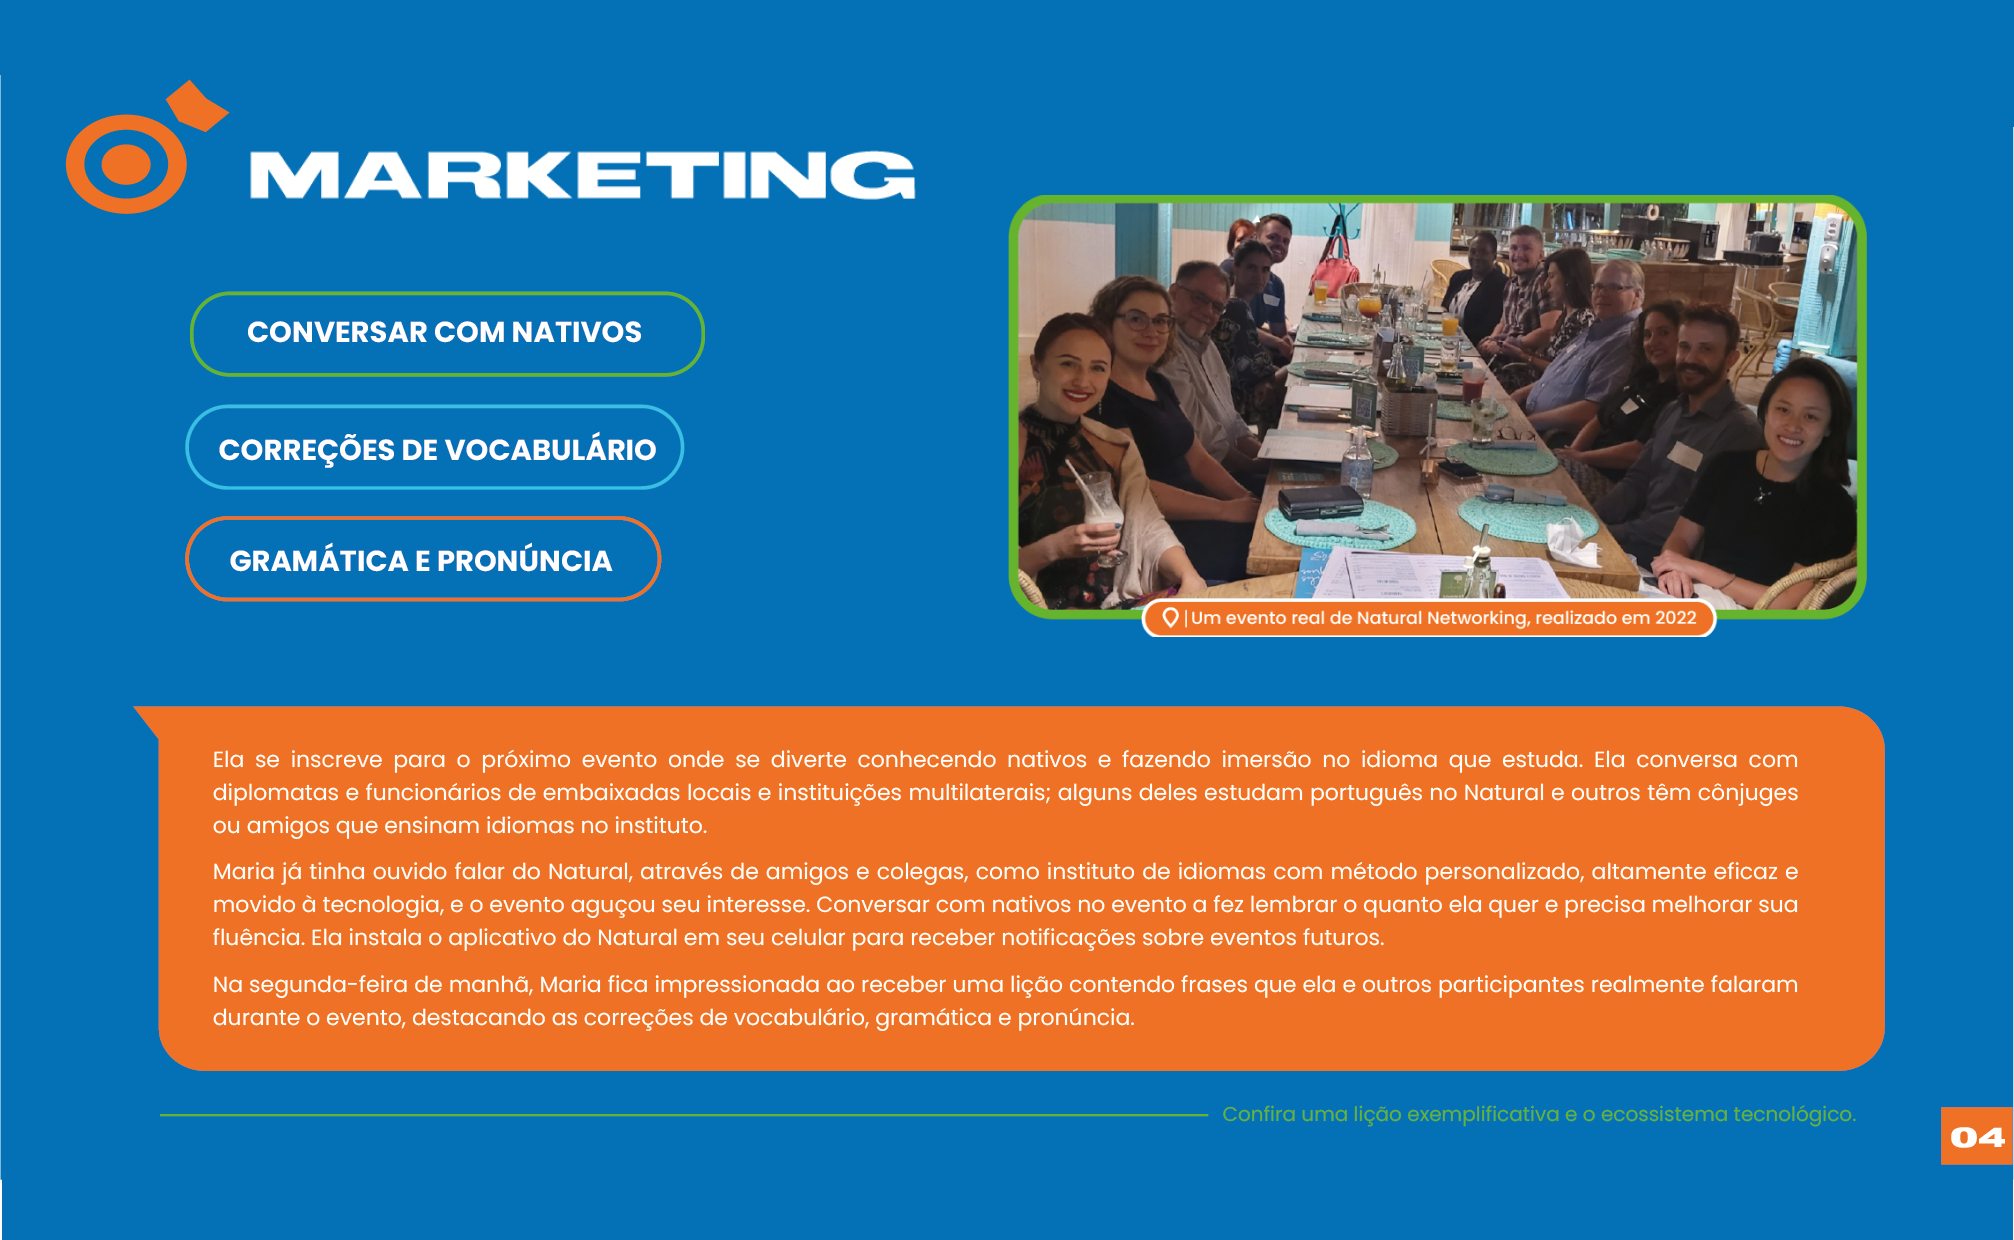 MARKETING
CONVERSAR COM NATIVOS
CORREÇÕES DE VOCABULÁRIO
GRAMÁTICA E PRONÚNCIA
Um evento real de Natural Networking, realizado em 2022
Ela se inscreve para o próximo evento onde se diverte conhecendo nativos e fazendo imersão no idioma que estuda. Ela conversa com
diplomatas e funcionários de embaixadas locais e instituições multilaterais; alguns deles estudam português no Natural e outros têm cônjuges
ou amigos que ensinam idiomas no instituto.
Maria já tinha ouvido falar do Natural, através de amigos e colegas, como instituto de idiomas com método personalizado, altamente eficaz e
movido à tecnologia, e o evento aguçou seu interesse. Conversar com nativos no evento a fez lembrar o quanto ela quer e precisa melhorar sua
fluência. Ela instala o aplicativo do Natural em seu celular para receber notificações sobre eventos futuros.
Na segunda-feira de manhã, Maria fica impressionada ao receber uma lição contendo frases que ela e outros participantes realmente falaram
durante o evento, destacando as correções de vocabulário, gramática e pronúncia.
Confira uma lição exemplificativa e o ecossistema tecnológico.
04